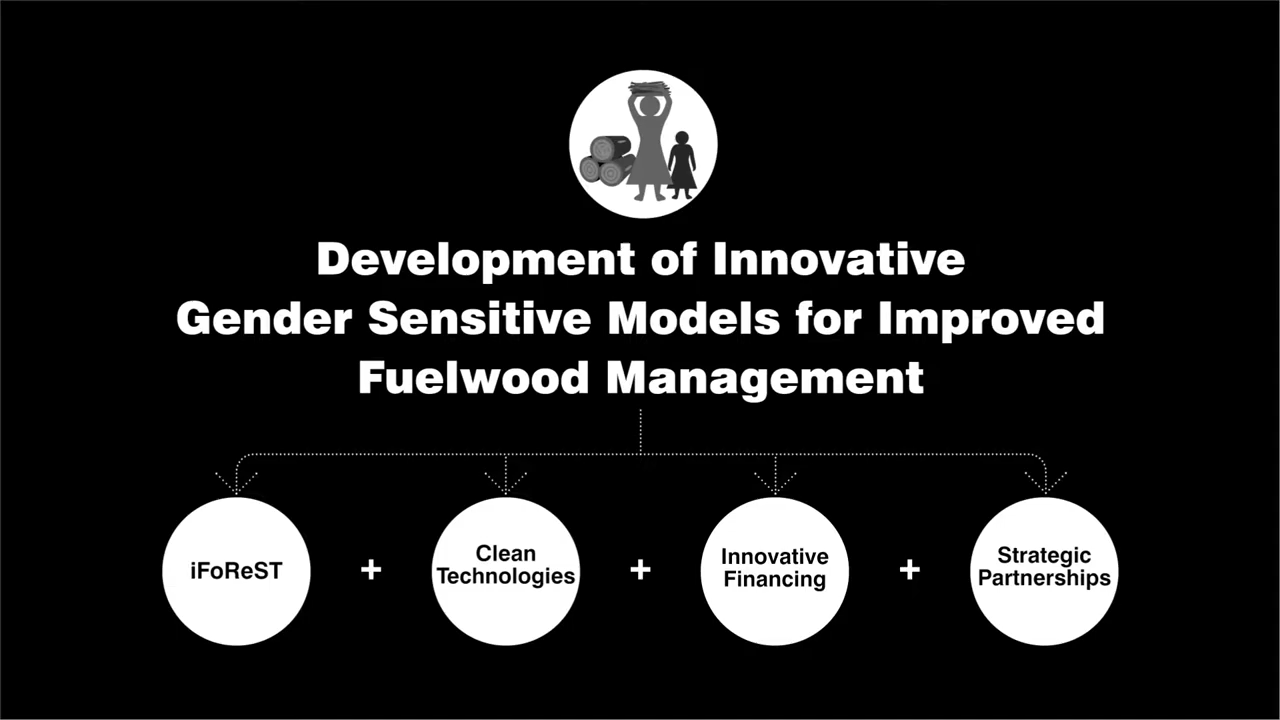 Development of Innovative
Gender Sensitive Models for Improved
Fuelwood Management
iFoReST
+
Clean
Technologies
+
Innovative
Financing
+
Strategic
Partnerships